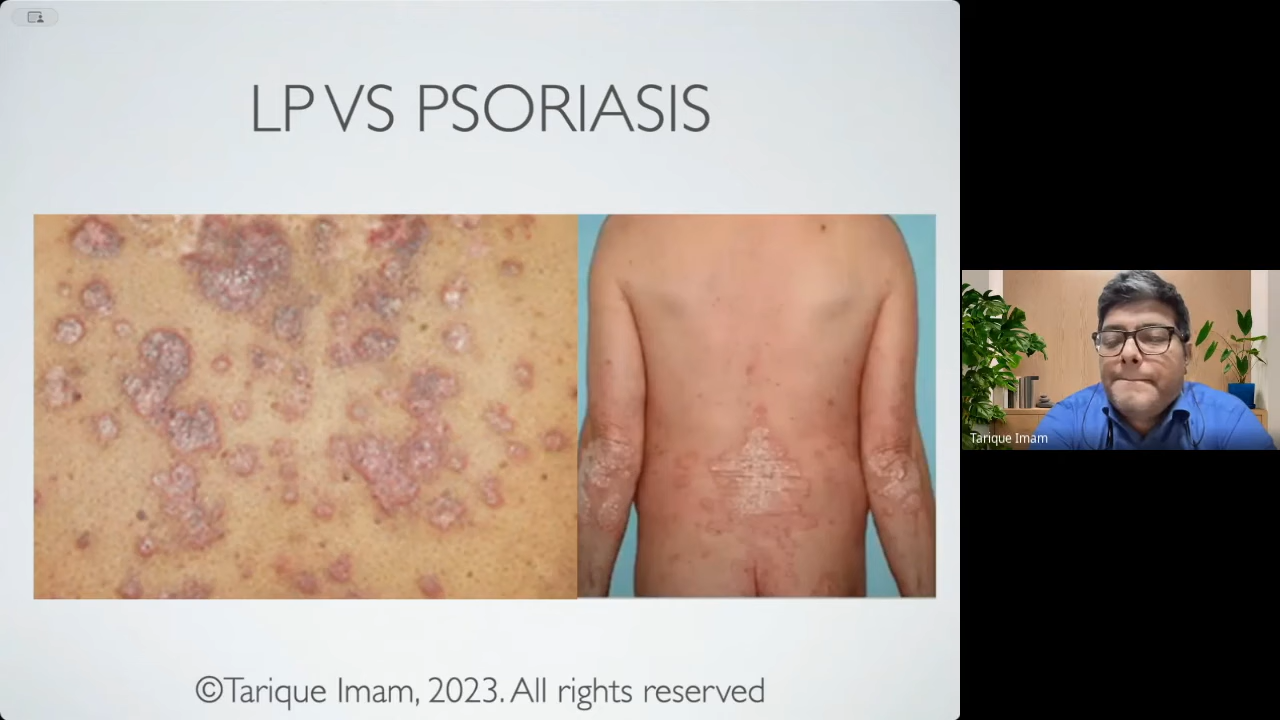 LP VS PSORIASIS
Tarique Imam
©Tarique Imam, 2023. All rights reserved